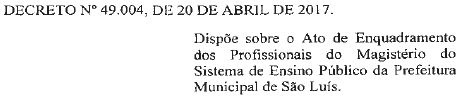 DECRETO Nº 49.004, DE 20 DE ABRIL DE 2017.
Dispõe sobre o Ato de Enquadramento
dos Profissionais do Magistério do
Sistema de Ensino Público da Prefeitura
Municipal de São Luís.